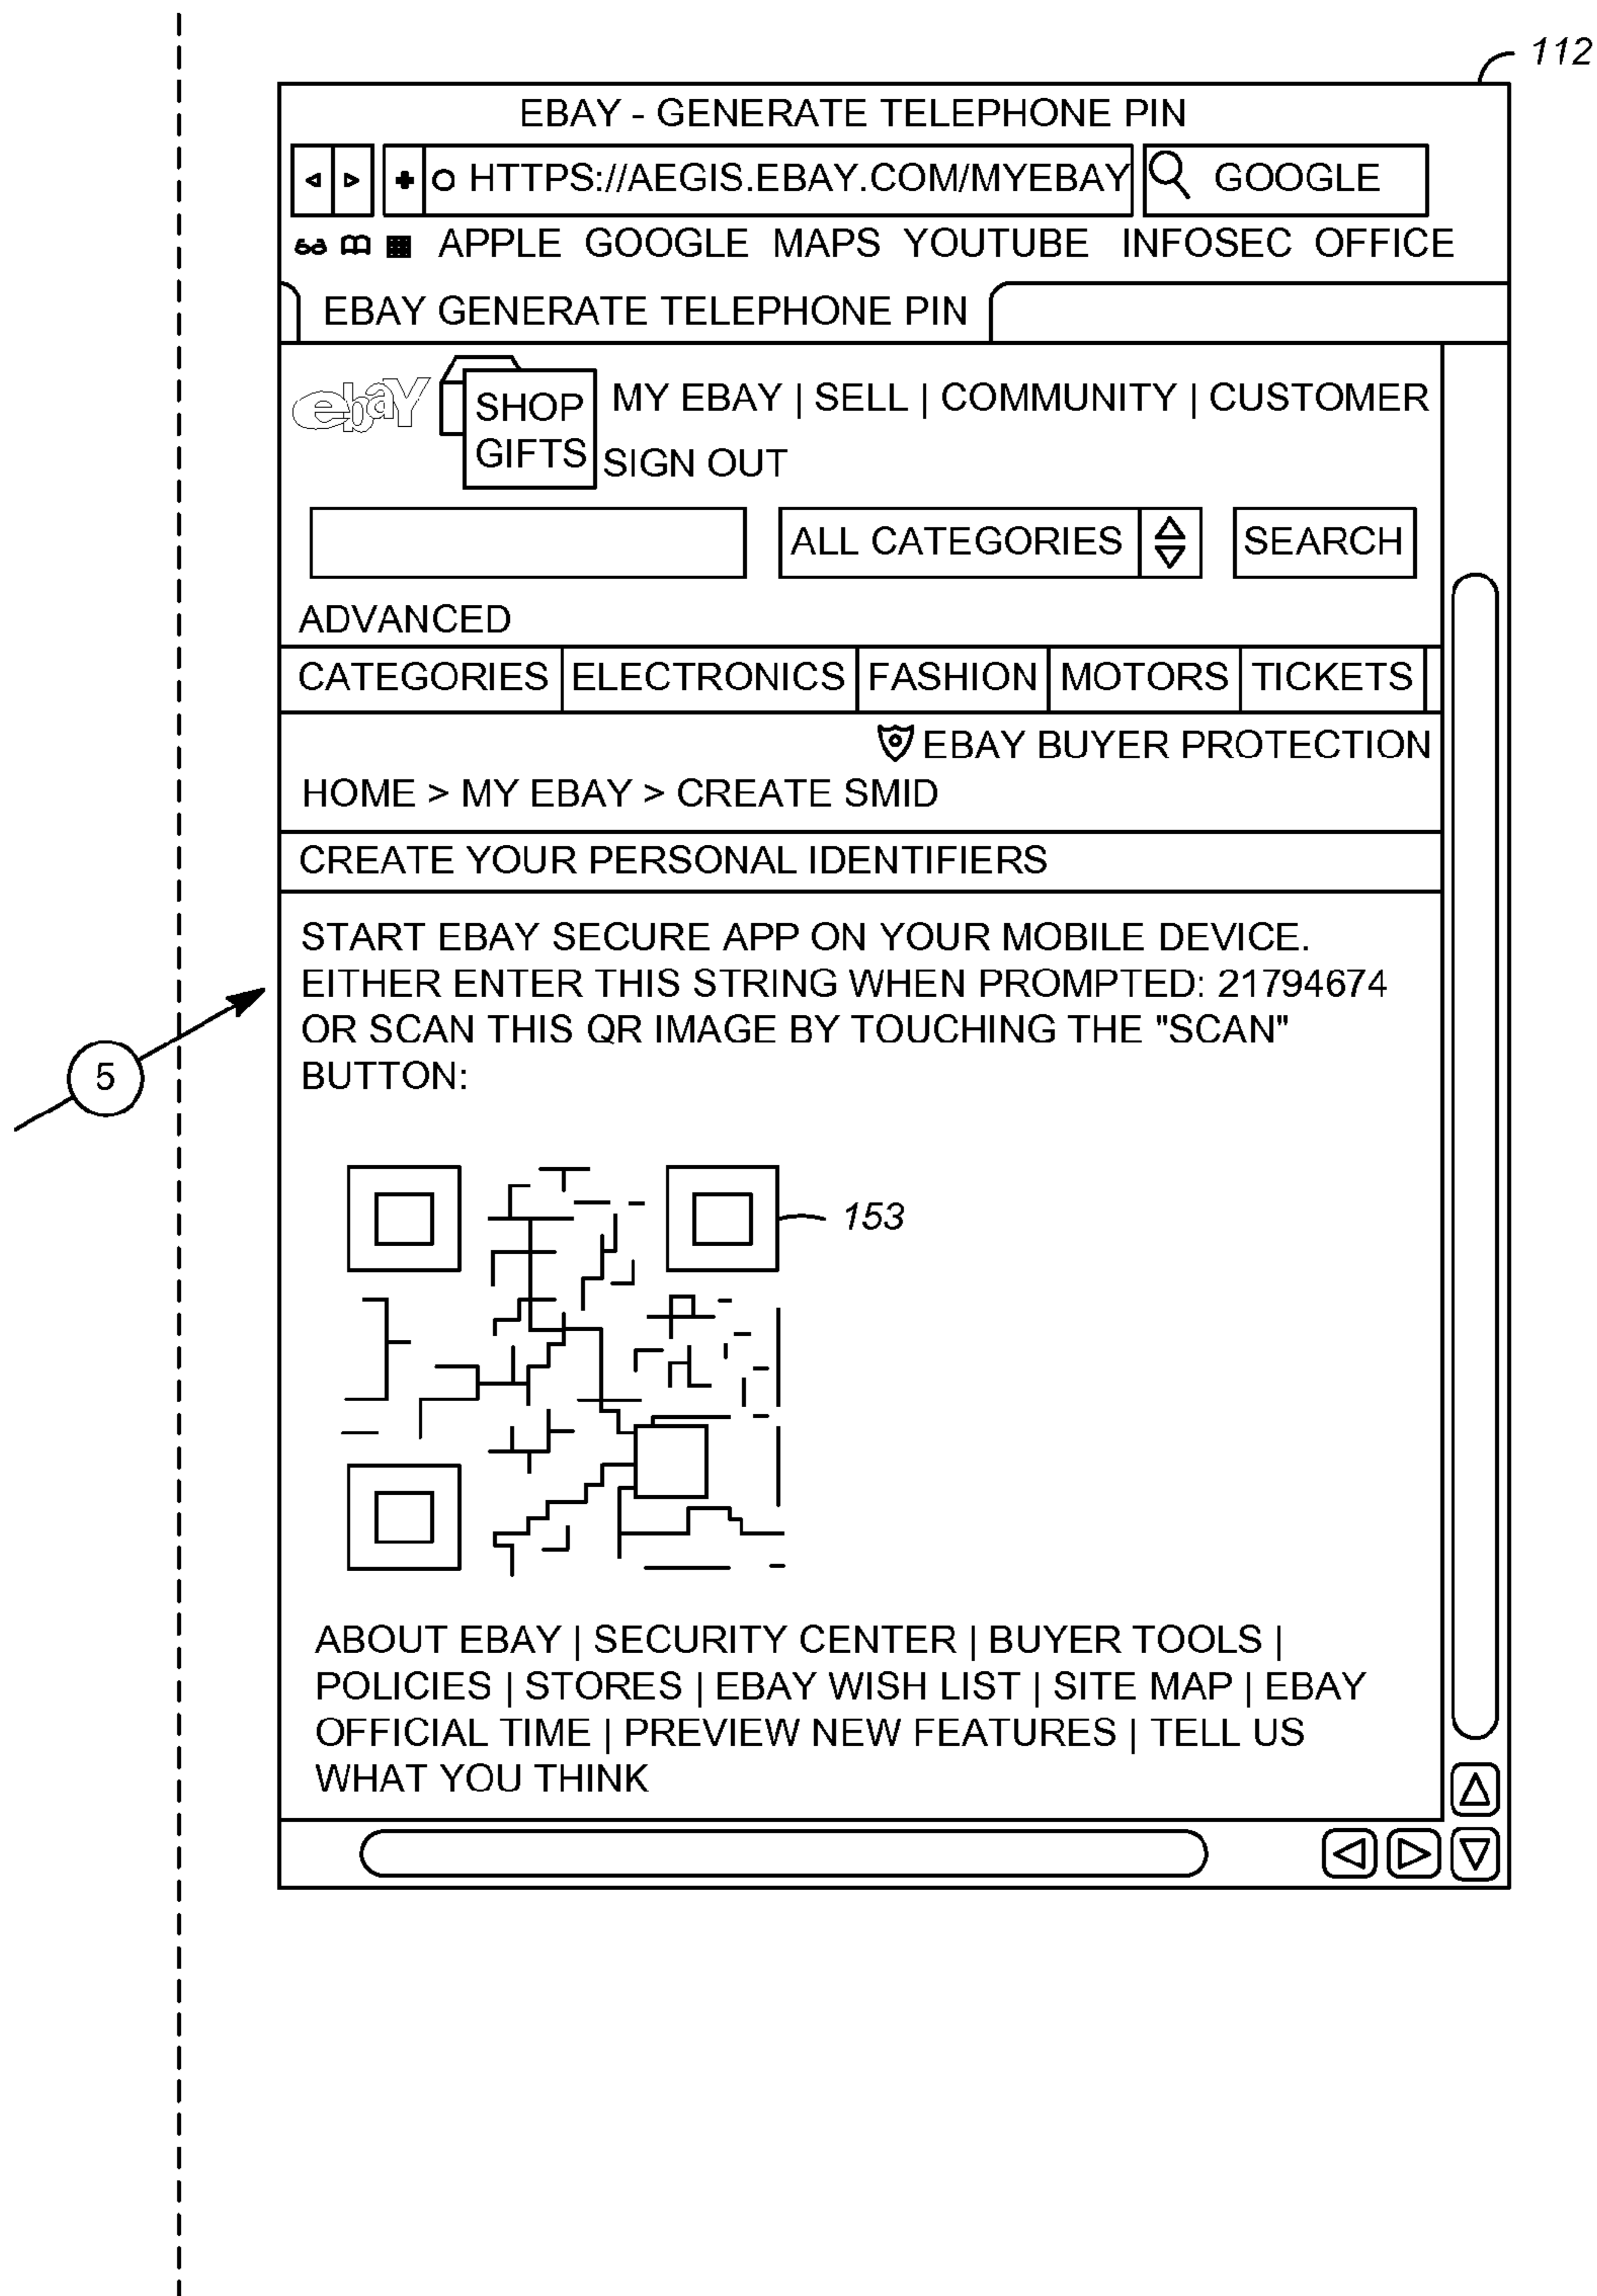 112
EBAY - GENERATE TELEPHONE PIN
HTTPS://AEGIS.EBAY.COM/MYEBAY GOOGLE
APPLE GOOGLE MAPS YOUTUBE INFOSEC OFFICE
EBAY GENERATE TELEPHONE PIN
ebaY SHOP GIFTS MY EBAY | SELL | COMMUNITY | CUSTOMER
SIGN OUT
ALL CATEGORIES SEARCH
ADVANCED
CATEGORIES ELECTRONICS FASHION MOTORS TICKETS
EBAY BUYER PROTECTION
HOME > MY EBAY > CREATE SMID
CREATE YOUR PERSONAL IDENTIFIERS
START EBAY SECURE APP ON YOUR MOBILE DEVICE.
EITHER ENTER THIS STRING WHEN PROMPTED: 21794674
OR SCAN THIS QR IMAGE BY TOUCHING THE "SCAN"
BUTTON:
5
153
ABOUT EBAY | SECURITY CENTER | BUYER TOOLS |
POLICIES | STORES | EBAY WISH LIST | SITE MAP | EBAY
OFFICIAL TIME | PREVIEW NEW FEATURES | TELL US
WHAT YOU THINK